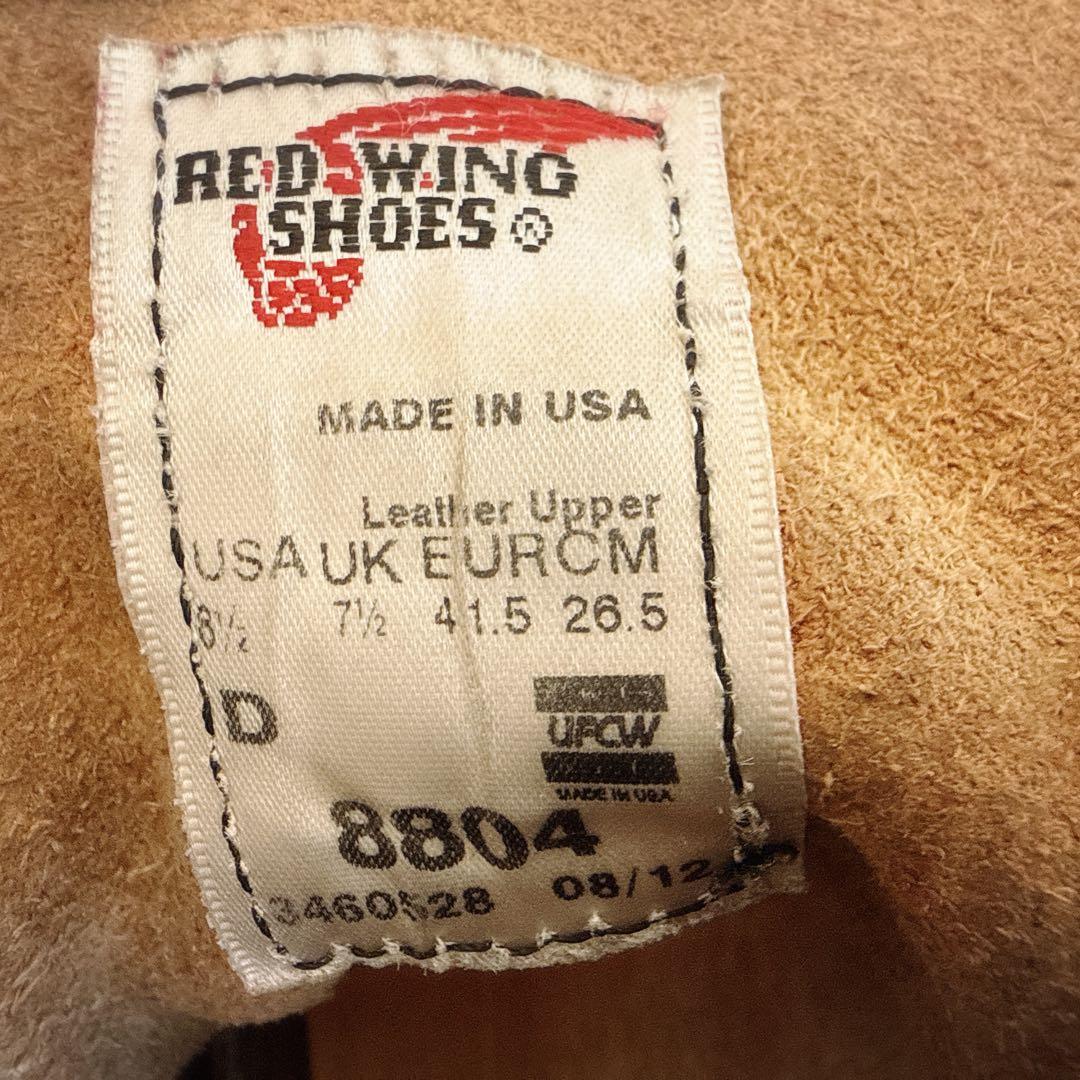 RED WING
SHOES ®
MADE IN USA
Leather Upper
USA UK EUR CM
8½ 7½ 41.5 26.5
D
UFCW
MADE IN USA
8804
3460528 08/12